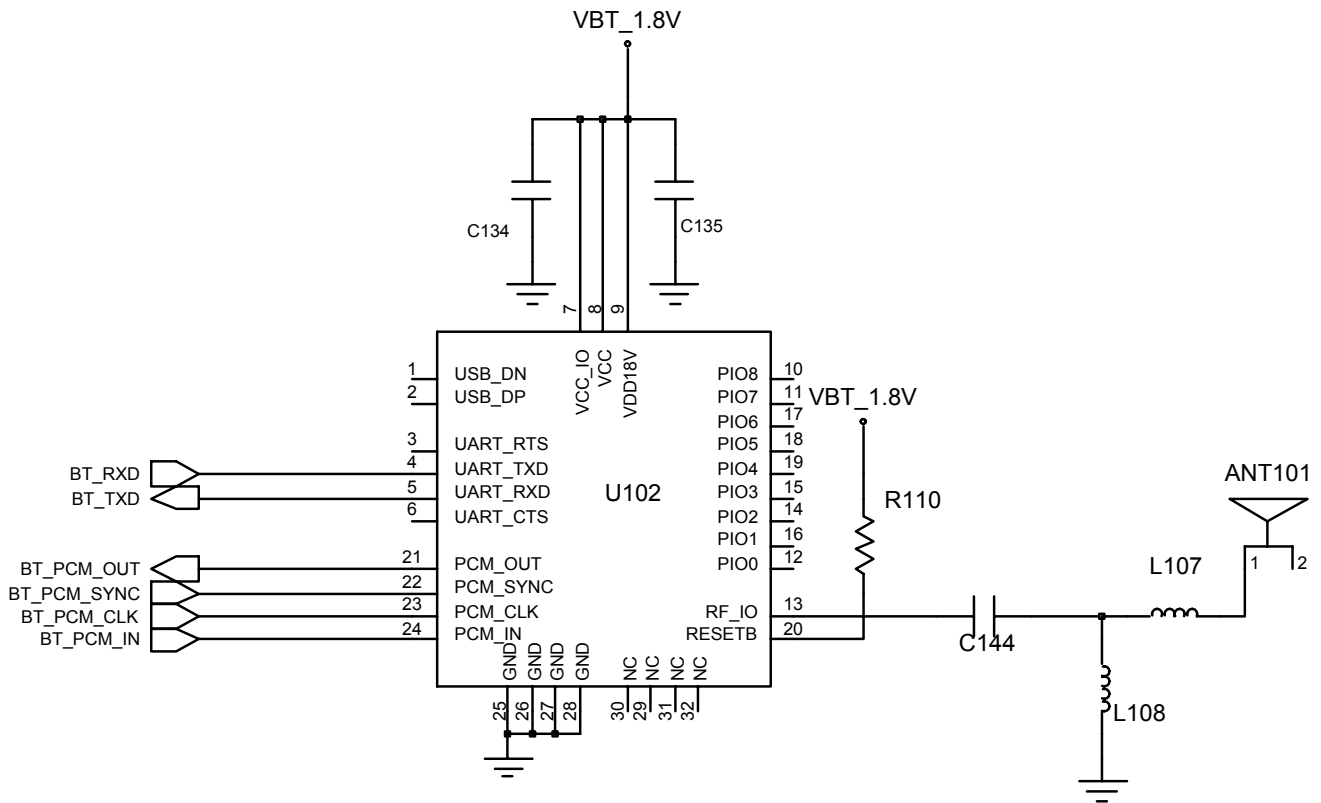 VBT_1.8V
C134
C135
7
8
9
VCC_IO
VCC
VDD18V
1
USB_DN
2
USB_DP
3
UART_RTS
BT_RXD
4
UART_TXD
BT_TXD
5
UART_RXD
6
UART_CTS
BT_PCM_OUT
21
PCM_OUT
BT_PCM_SYNC
22
PCM_SYNC
BT_PCM_CLK
23
PCM_CLK
BT_PCM_IN
24
PCM_IN
U102
PIO8
10
PIO7
11
PIO6
17
PIO5
18
PIO4
19
PIO3
15
PIO2
14
PIO1
16
PIO0
12
RF_IO
13
RESETB
20
GND
GND
GND
GND
NC
NC
NC
NC
25
26
27
28
30
29
31
32
VBT_1.8V
R110
C144
L107
L108
ANT101
1
2